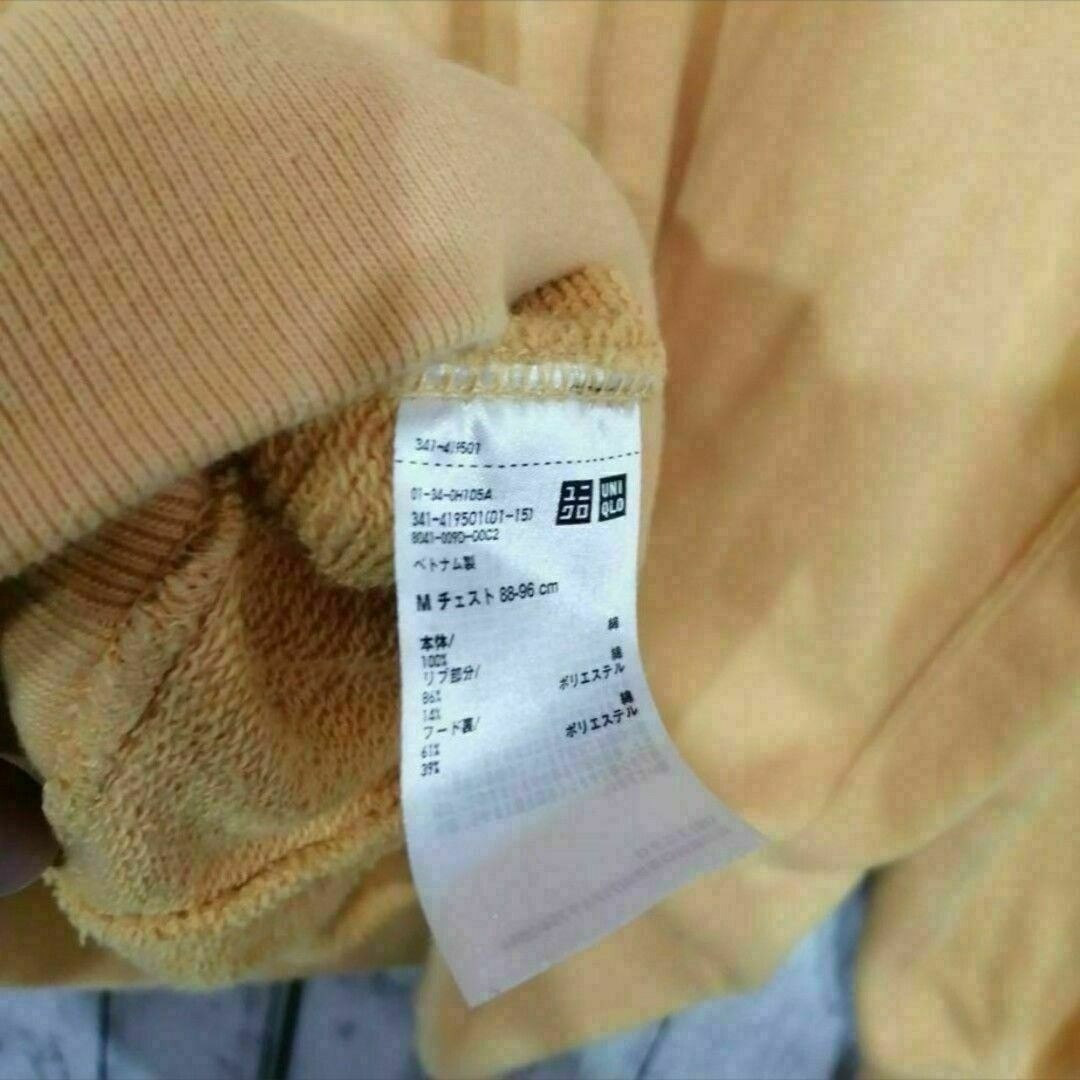 341-419501
01-34-0H105A
341-419501(01-15)
8041-009D-00C2
ユニクロ
UNIQLO
ベトナム製
M チェスト 88-96 cm
本体/
100% 綿
リブ部分/
86% 綿
14% ポリエステル
フード裏/
61% 綿
39% ポリエステル